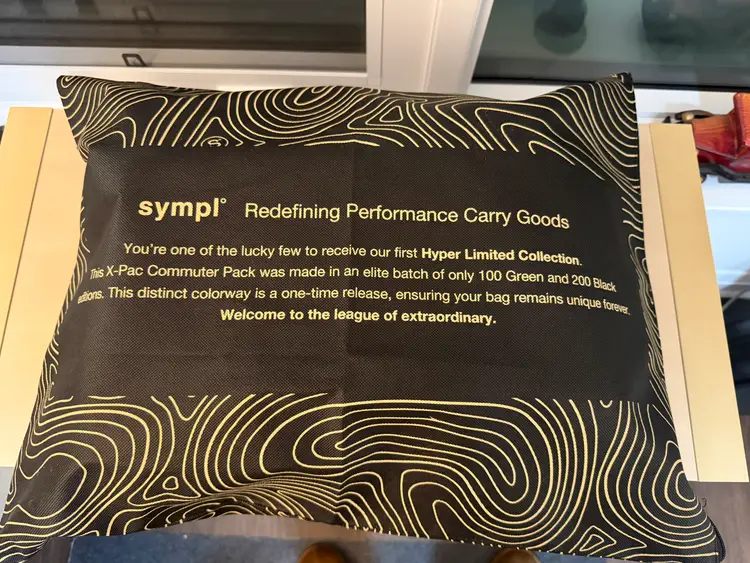 sympl° Redefining Performance Carry Goods
You're one of the lucky few to receive our first Hyper Limited Collection.
This X-Pac Commuter Pack was made in an elite batch of only 100 Green and 200 Black
editions. This distinct colorway is a one-time release, ensuring your bag remains unique forever.
Welcome to the league of extraordinary.